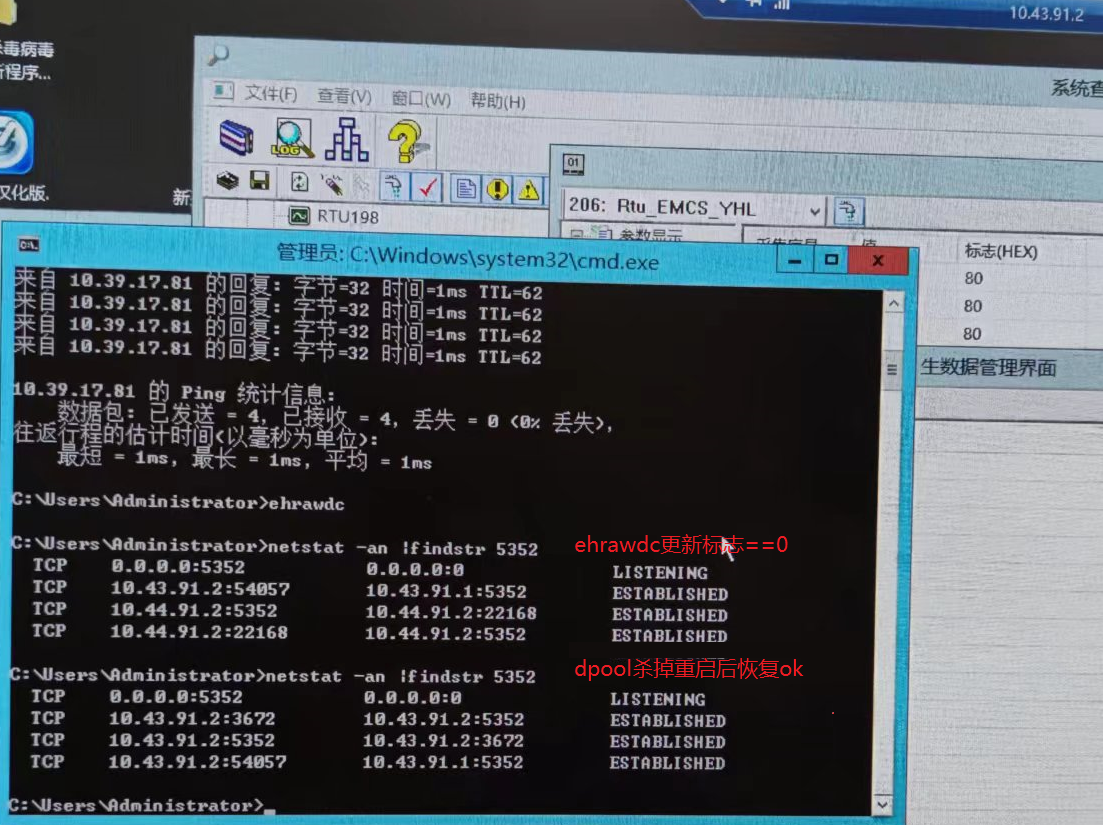 10.43.91.2
杀毒病毒
新程序...
系统查
文件(F) 查看(V) 窗口(W) 帮助(H)
LOG
汉化版.
新
01
206: Rtu_EMCS_YHL
RTU198
参数显示
值
标志(HEX)
80
80
80
生数据管理界面
管理员: C:\Windows\system32\cmd.exe
来自 10.39.17.81 的回复: 字节=32 时间=1ms TTL=62
来自 10.39.17.81 的回复: 字节=32 时间=1ms TTL=62
来自 10.39.17.81 的回复: 字节=32 时间=1ms TTL=62
来自 10.39.17.81 的回复: 字节=32 时间=1ms TTL=62
10.39.17.81 的 Ping 统计信息:
数据包: 已发送 = 4, 已接收 = 4, 丢失 = 0 (0% 丢失),
往返行程的估计时间(以毫秒为单位):
最短 = 1ms, 最长 = 1ms, 平均 = 1ms
C:\Users\Administrator>ehrawdc
C:\Users\Administrator>netstat -an |findstr 5352
ehrawdc更新标志==0
TCP 0.0.0.0:5352 0.0.0.0:0 LISTENING
TCP 10.43.91.2:54057 10.43.91.1:5352 ESTABLISHED
TCP 10.44.91.2:5352 10.44.91.2:22168 ESTABLISHED
TCP 10.44.91.2:22168 10.44.91.2:5352 ESTABLISHED
dpool杀掉重启后恢复ok
C:\Users\Administrator>netstat -an |findstr 5352
TCP 0.0.0.0:5352 0.0.0.0:0 LISTENING
TCP 10.43.91.2:3672 10.43.91.2:5352 ESTABLISHED
TCP 10.43.91.2:5352 10.43.91.2:3672 ESTABLISHED
TCP 10.43.91.2:54057 10.43.91.1:5352 ESTABLISHED
C:\Users\Administrator>_